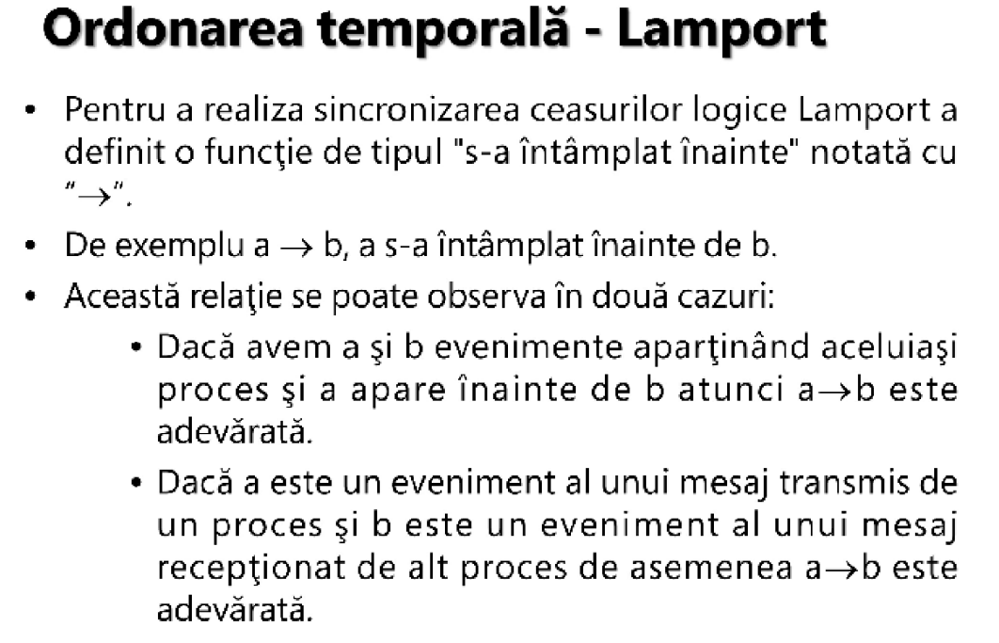 Ordonarea temporală - Lamport
• Pentru a realiza sincronizarea ceasurilor logice Lamport a
definit o funcţie de tipul "s-a întâmplat înainte" notată cu
“→”.
• De exemplu a → b, a s-a întâmplat înainte de b.
• Această relaţie se poate observa în două cazuri:
• Dacă avem a şi b evenimente aparţinând aceluiaşi
proces şi a apare înainte de b atunci a→b este
adevărată.
• Dacă a este un eveniment al unui mesaj transmis de
un proces şi b este un eveniment al unui mesaj
recepţionat de alt proces de asemenea a→b este
adevărată.